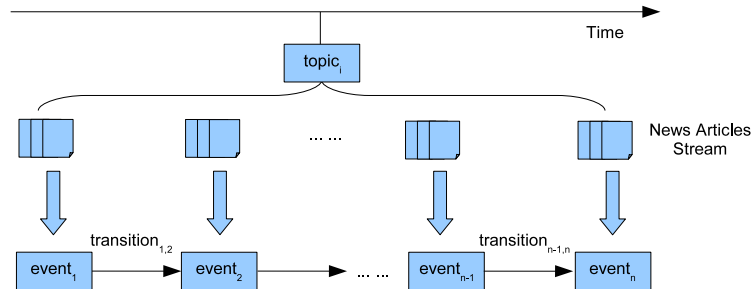 Time
topic_i
... ...
News Articles
Stream
transition_1,2
transition_n-1,n
event_1
event_2
... ...
event_n-1
event_n